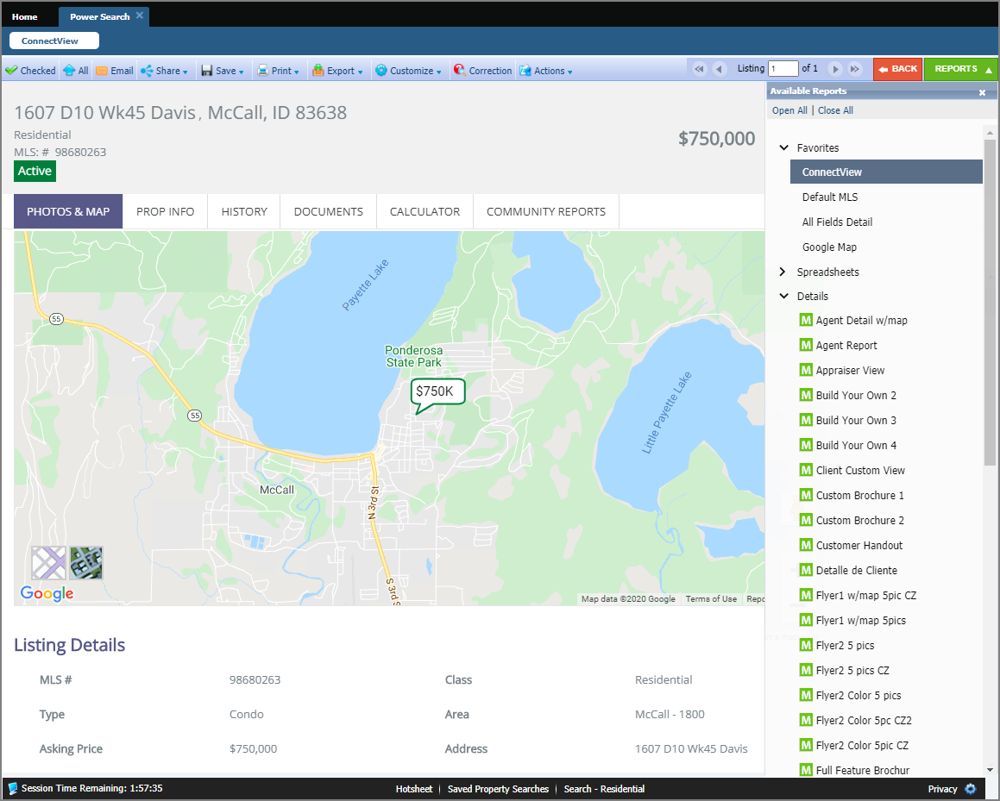 Home Power Search
ConnectView
Checked All Email Share Save Print Export Customize Correction Actions Listing 1 of 1 BACK REPORTS
Available Reports
Open All | Close All
1607 D10 Wk45 Davis, McCall, ID 83638
Residential
MLS: # 98680263
Active
$750,000
PHOTOS & MAP PROP INFO HISTORY DOCUMENTS CALCULATOR COMMUNITY REPORTS
Payette Lake
55
Ponderosa
State Park
$750K
Little Payette Lake
55
McCall
N 3rd St
S 3rd St
Google
Map data ©2020 Google Terms of Use Repo
Listing Details
MLS # 98680263 Class Residential
Type Condo Area McCall - 1800
Asking Price $750,000 Address 1607 D10 Wk45 Davis
Favorites
ConnectView
Default MLS
All Fields Detail
Google Map
Spreadsheets
Details
M Agent Detail w/map
M Agent Report
M Appraiser View
M Build Your Own 2
M Build Your Own 3
M Build Your Own 4
M Client Custom View
M Custom Brochure 1
M Custom Brochure 2
M Customer Handout
M Detalle de Cliente
M Flyer1 w/map 5pic CZ
M Flyer1 w/map 5pics
M Flyer2 5 pics
M Flyer2 5 pics CZ
M Flyer2 Color 5 pics
M Flyer2 Color 5pc CZ2
M Flyer2 Color 5pic CZ
M Full Feature Brochur
Session Time Remaining: 1:57:35 Hotsheet | Saved Property Searches | Search - Residential Privacy